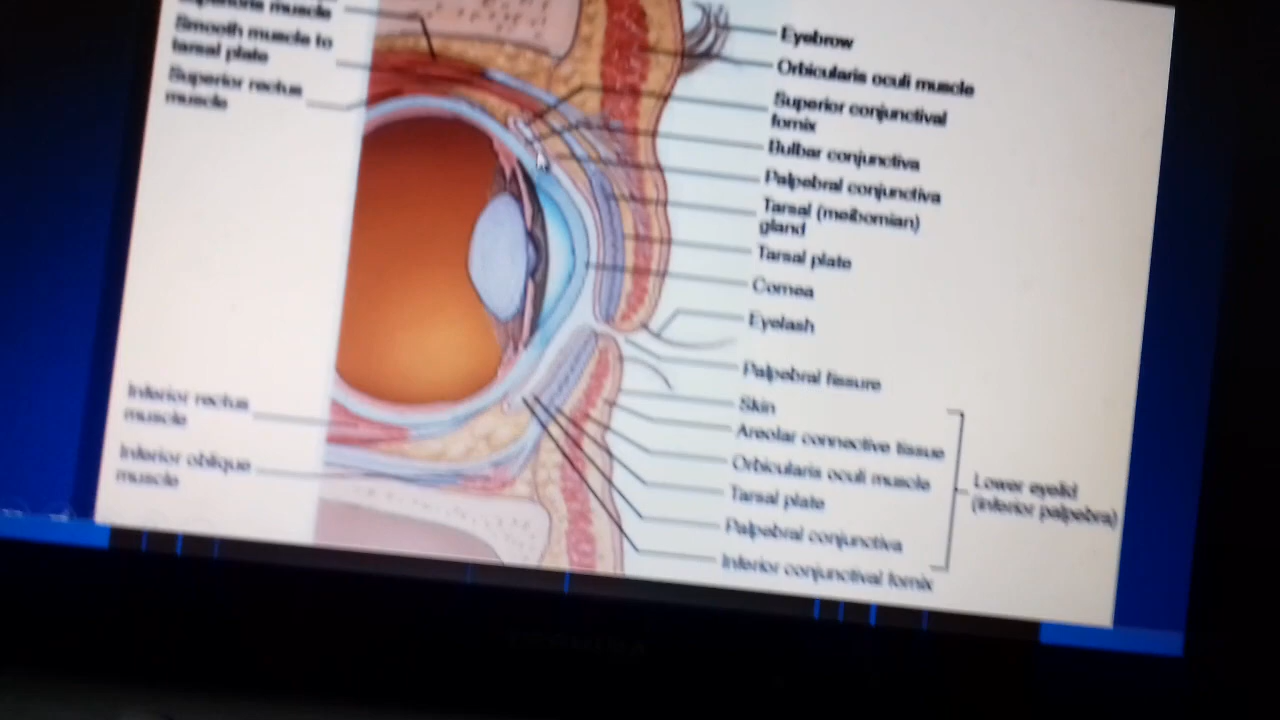 superioris muscle
Smooth muscle to
tarsal plate
Superior rectus
muscle
Inferior rectus
muscle
Inferior oblique
muscle
Eyebrow
Orbicularis oculi muscle
Superior conjunctival
fornix
Bulbar conjunctiva
Palpebral conjunctiva
Tarsal (meibomian)
gland
Tarsal plate
Cornea
Eyelash
Palpebral fissure
Skin
Areolar connective tissue
Orbicularis oculi muscle
Tarsal plate
Palpebral conjunctiva
Inferior conjunctival fornix
Lower eyelid
(inferior palpebra)